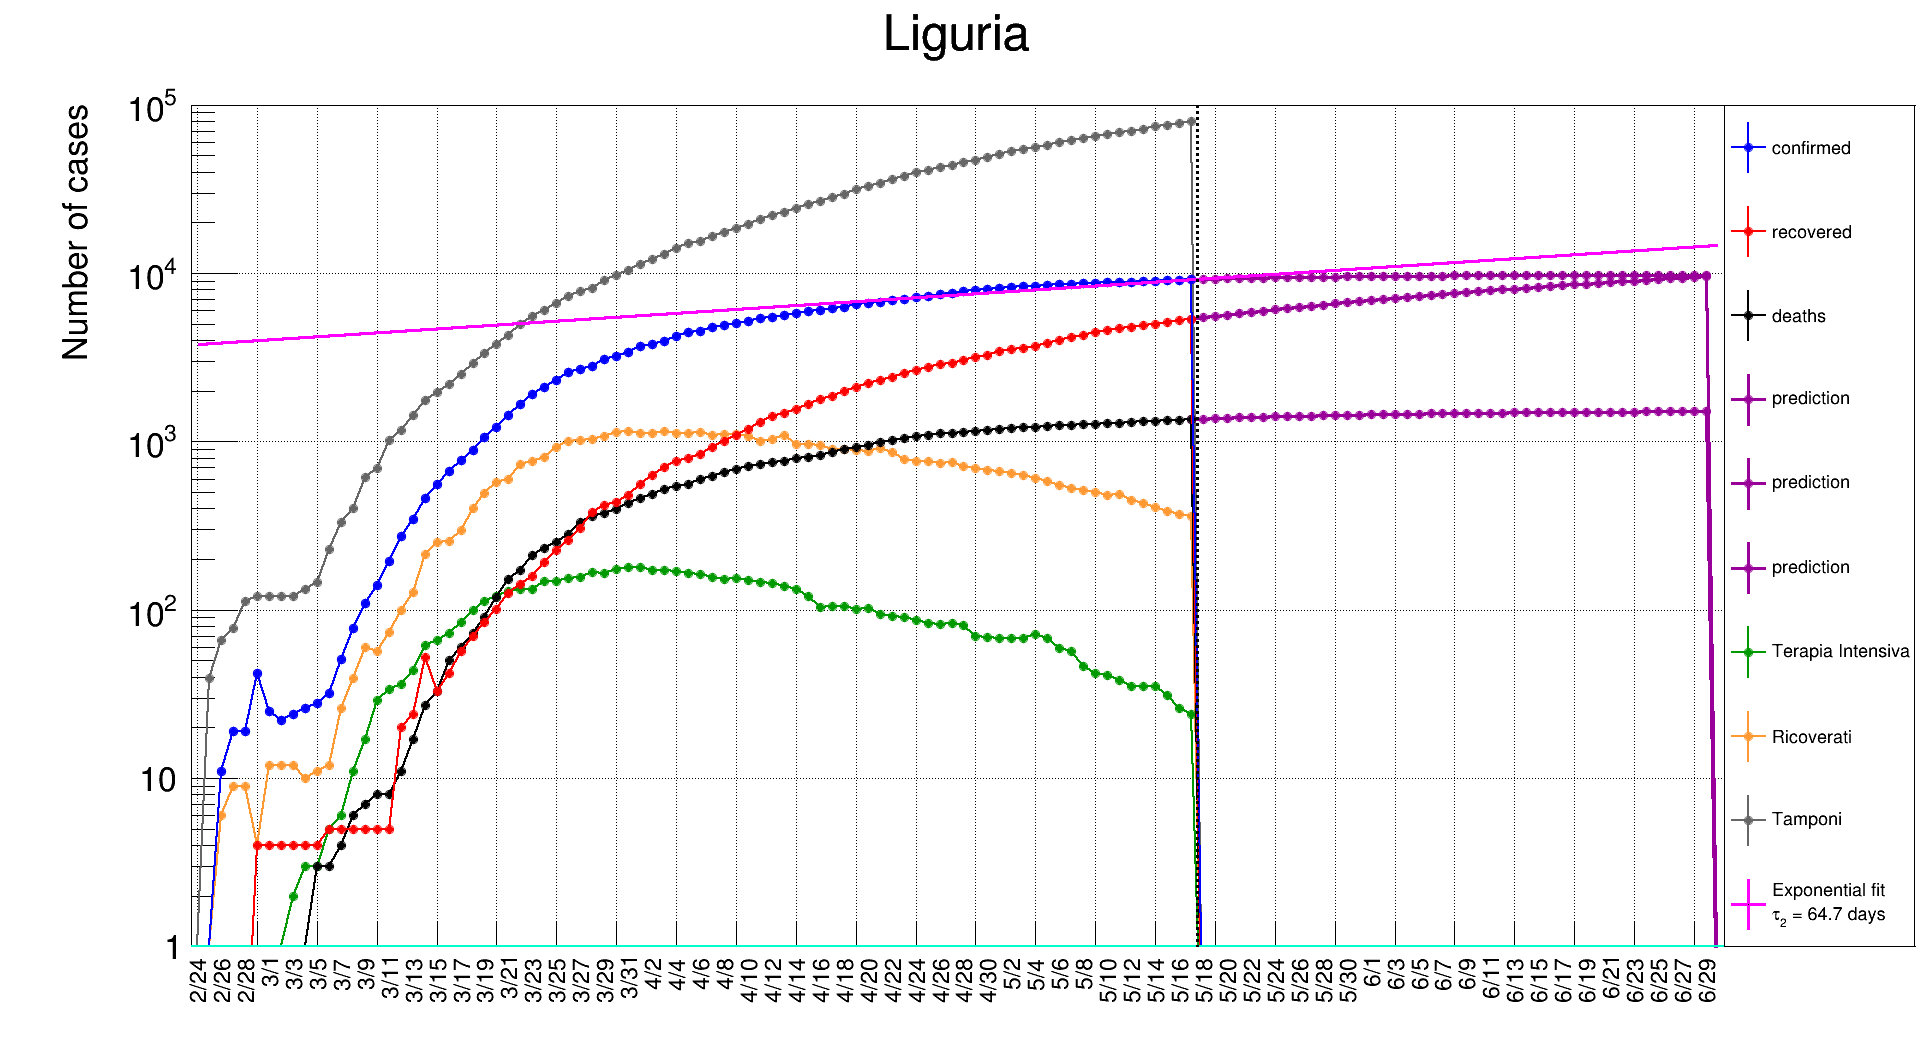 Liguria
Number of cases
10^5
10^4
10^3
10^2
10
1
2/24 2/26 2/28 3/1 3/3 3/5 3/7 3/9 3/11 3/13 3/15 3/17 3/19 3/21 3/23 3/25 3/27 3/29 3/31 4/2 4/4 4/6 4/8 4/10 4/12 4/14 4/16 4/18 4/20 4/22 4/24 4/26 4/28 4/30 5/2 5/4 5/6 5/8 5/10 5/12 5/14 5/16 5/18 5/20 5/22 5/24 5/26 5/28 5/30 6/1 6/3 6/5 6/7 6/9 6/11 6/13 6/15 6/17 6/19 6/21 6/23 6/25 6/27 6/29
confirmed
recovered
deaths
prediction
prediction
prediction
Terapia Intensiva
Ricoverati
Tamponi
Exponential fit
τ₂ = 64.7 days